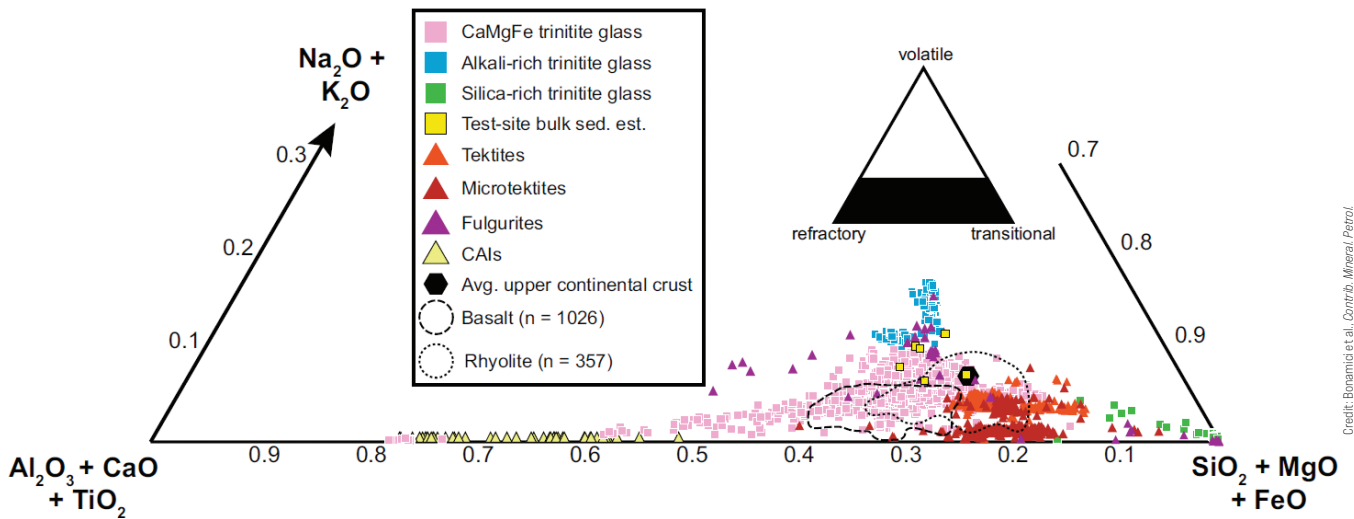 Na₂O +
K₂O
0.3
0.2
0.1
Al₂O₃ + CaO
+ TiO₂
CaMgFe trinitite glass
Alkali-rich trinitite glass
Silica-rich trinitite glass
Test-site bulk sed. est.
Tektites
Microtektites
Fulgurites
CAIs
Avg. upper continental crust
Basalt (n = 1026)
Rhyolite (n = 357)
volatile
refractory
transitional
0.7
0.8
0.9
0.9
0.8
0.7
0.6
0.5
0.4
0.3
0.2
0.1
SiO₂ + MgO
+ FeO
Credit: Bonamici et al., Contrib. Mineral. Petrol.